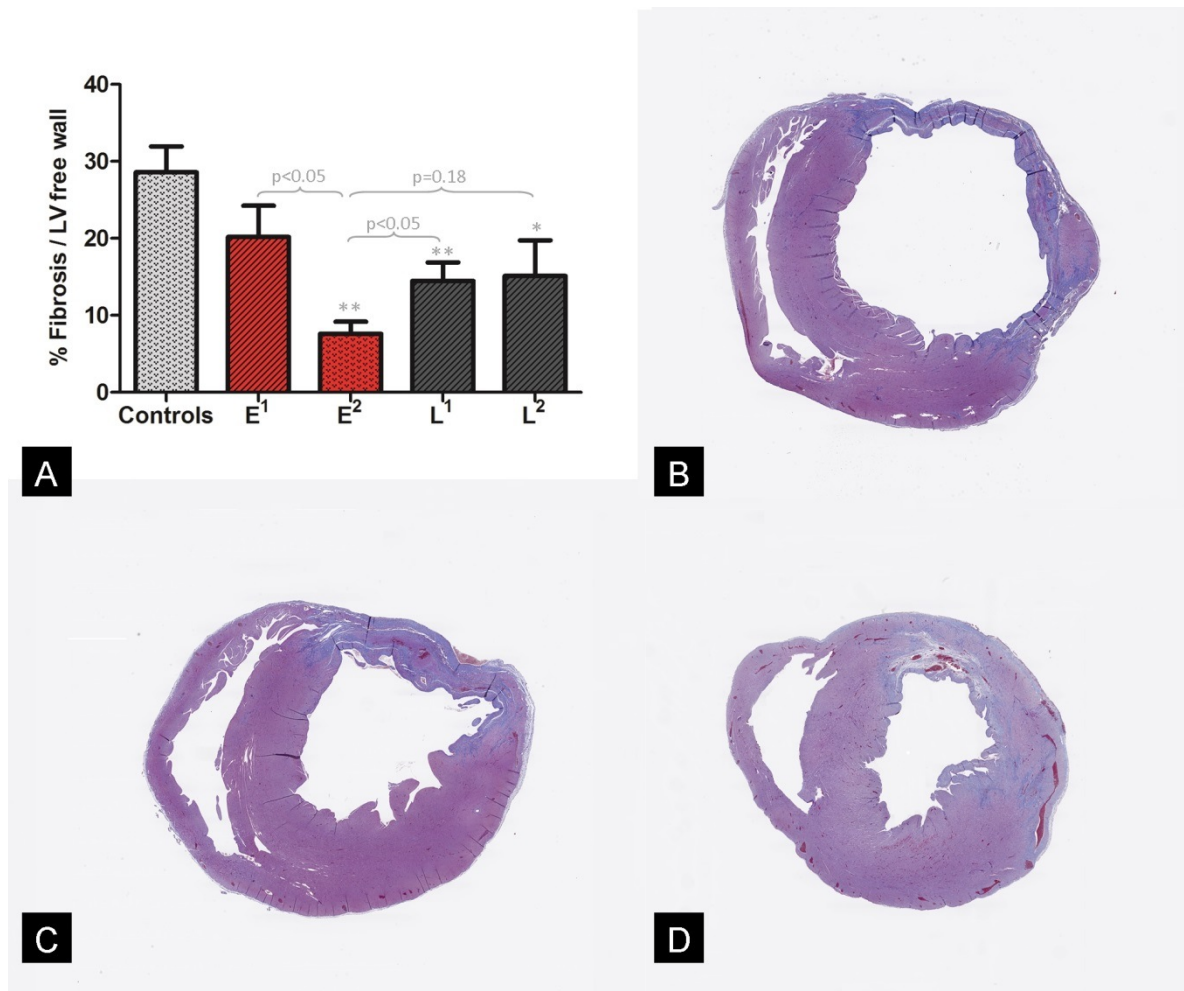 % Fibrosis / LV free wall
40
30
20
10
0
p<0.05
p=0.18
p<0.05
**
**
*
Controls E¹ E² L¹ L²
A
B
C
D